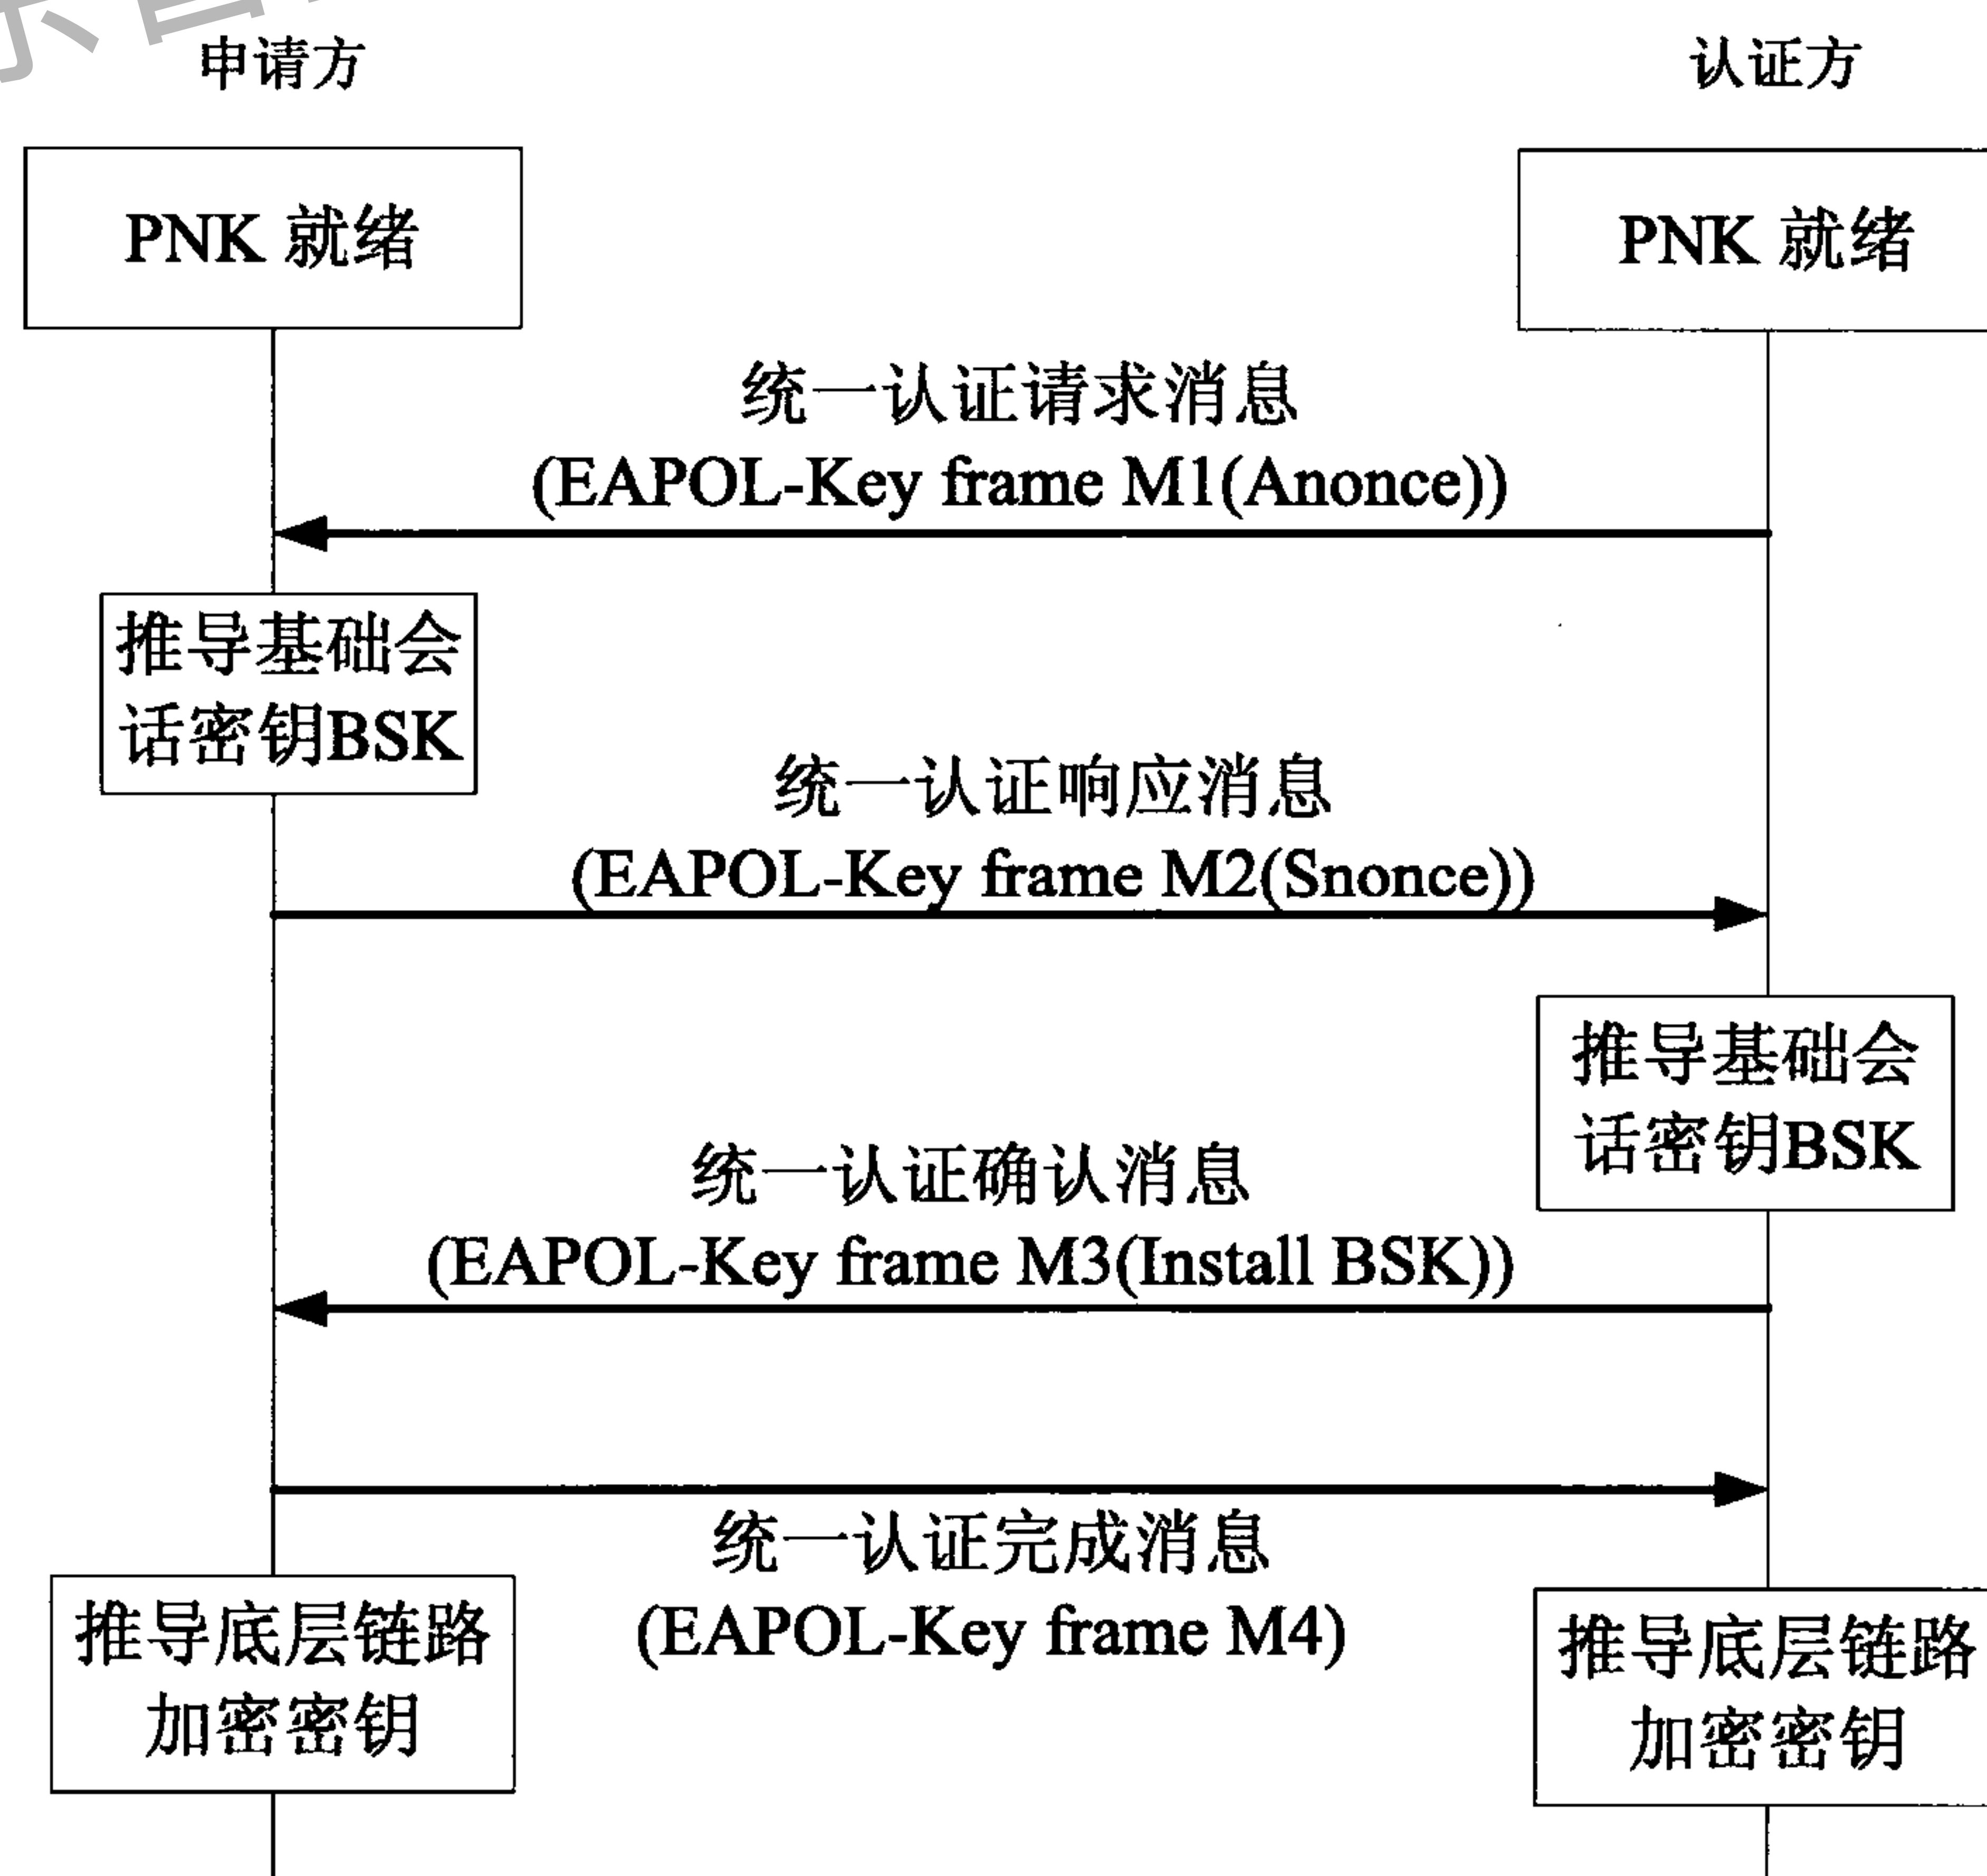 申请方
认证方
PNK 就绪
PNK 就绪
统一认证请求消息
(EAPOL-Key frame M1(Anonce))
推导基础会
话密钥BSK
统一认证响应消息
(EAPOL-Key frame M2(Snonce))
推导基础会
话密钥BSK
统一认证确认消息
(EAPOL-Key frame M3(Install BSK))
统一认证完成消息
(EAPOL-Key frame M4)
推导底层链路
加密密钥
推导底层链路
加密密钥